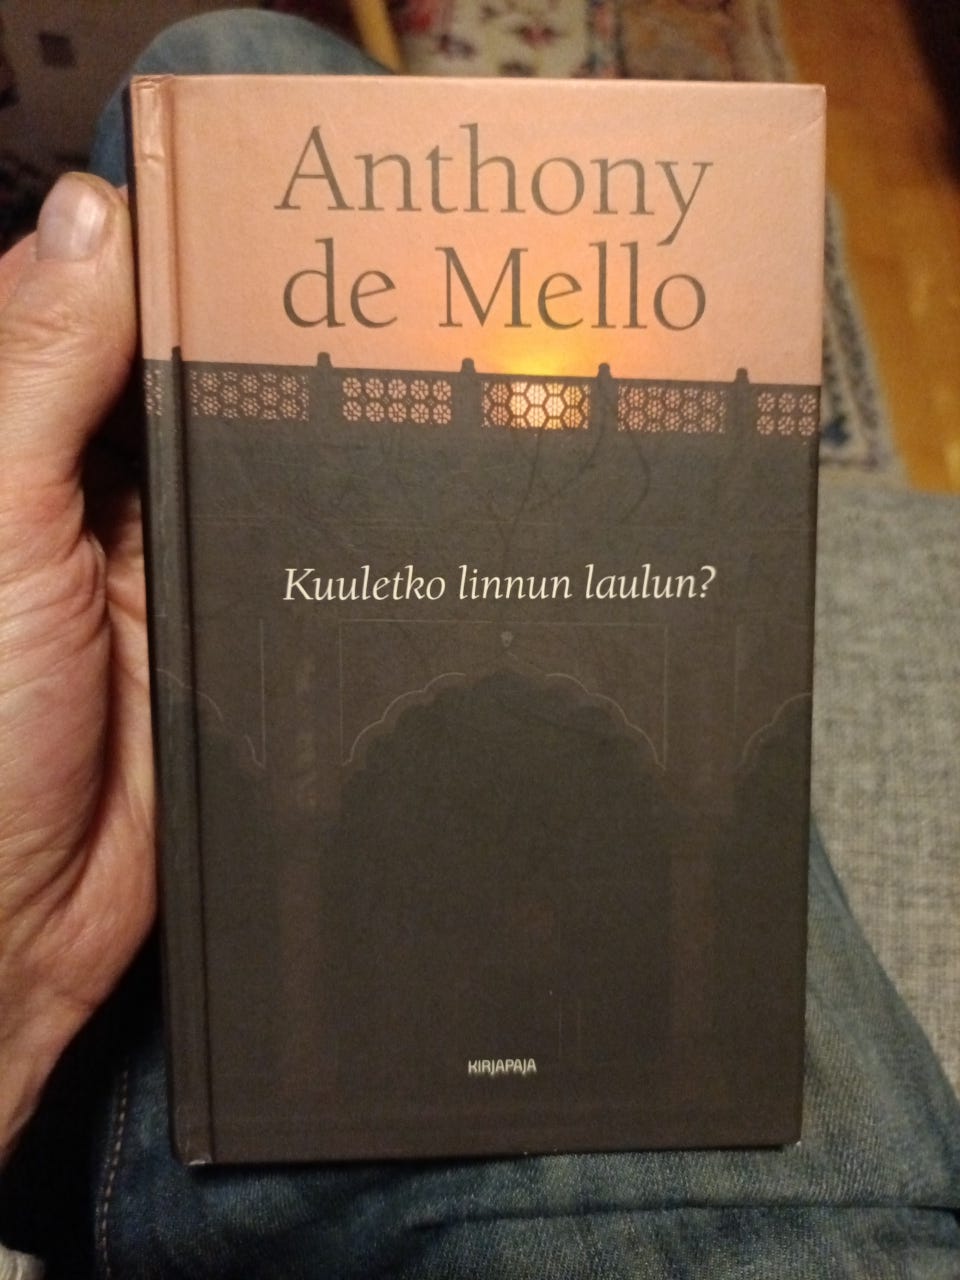 Anthony
de Mello
Kuuletko linnun laulun?
KIRJAPAJA